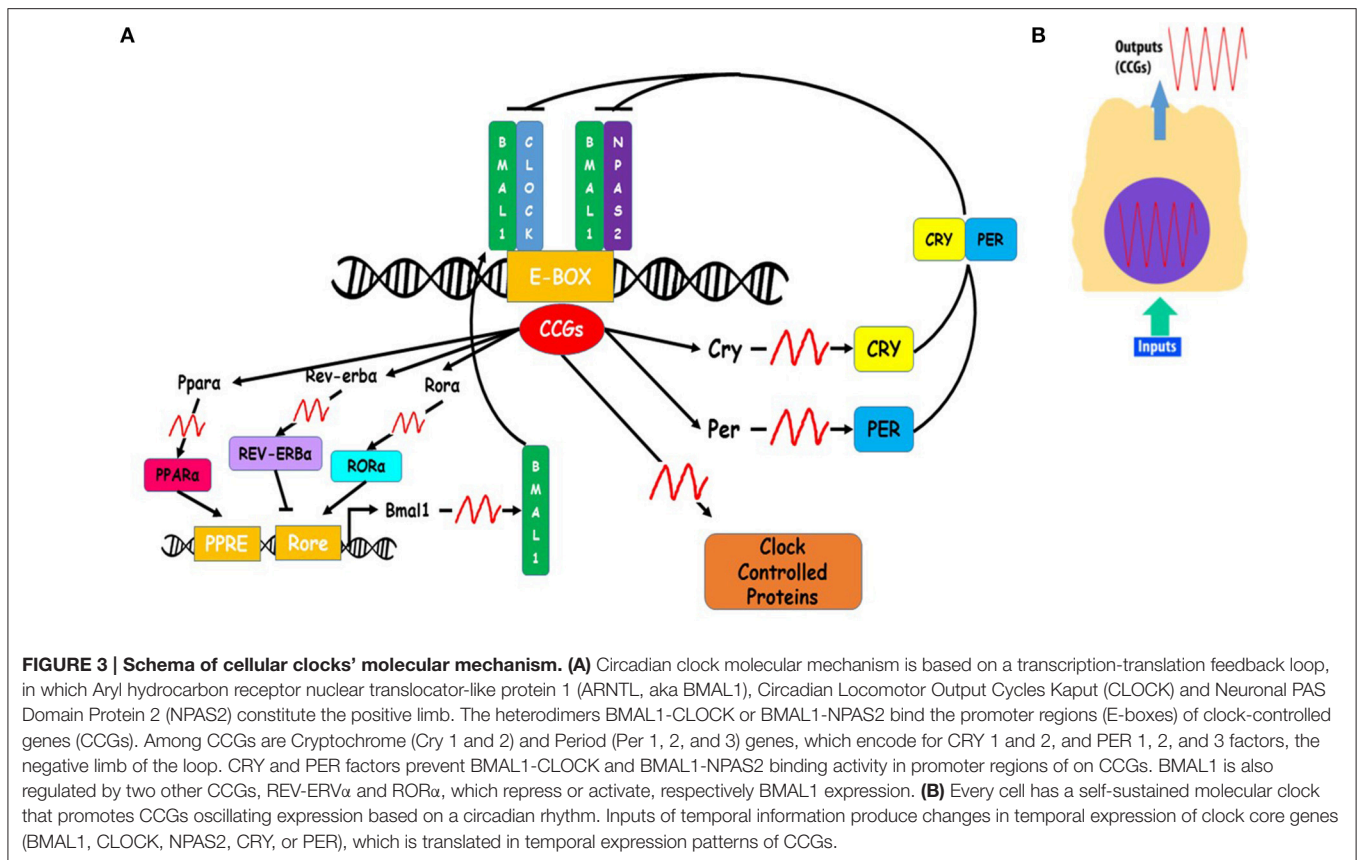 A
B
Outputs
(CCGs)
B M A L 1
C L O C K
B M A L 1
N P A S 2
CRY
PER
E-BOX
Inputs
CCGs
Cry
CRY
Pparα
Rev-erbα
Rorα
Per
PER
REV-ERBα
PPARα
RORα
B M A L 1
Bmal1
PPRE
Rore
Clock
Controlled
Proteins
FIGURE 3 | Schema of cellular clocks' molecular mechanism. (A) Circadian clock molecular mechanism is based on a transcription-translation feedback loop,
in which Aryl hydrocarbon receptor nuclear translocator-like protein 1 (ARNTL, aka BMAL1), Circadian Locomotor Output Cycles Kaput (CLOCK) and Neuronal PAS
Domain Protein 2 (NPAS2) constitute the positive limb. The heterodimers BMAL1-CLOCK or BMAL1-NPAS2 bind the promoter regions (E-boxes) of clock-controlled
genes (CCGs). Among CCGs are Cryptochrome (Cry 1 and 2) and Period (Per 1, 2, and 3) genes, which encode for CRY 1 and 2, and PER 1, 2, and 3 factors, the
negative limb of the loop. CRY and PER factors prevent BMAL1-CLOCK and BMAL1-NPAS2 binding activity in promoter regions of on CCGs. BMAL1 is also
regulated by two other CCGs, REV-ERVα and RORα, which repress or activate, respectively BMAL1 expression. (B) Every cell has a self-sustained molecular clock
that promotes CCGs oscillating expression based on a circadian rhythm. Inputs of temporal information produce changes in temporal expression of clock core genes
(BMAL1, CLOCK, NPAS2, CRY, or PER), which is translated in temporal expression patterns of CCGs.